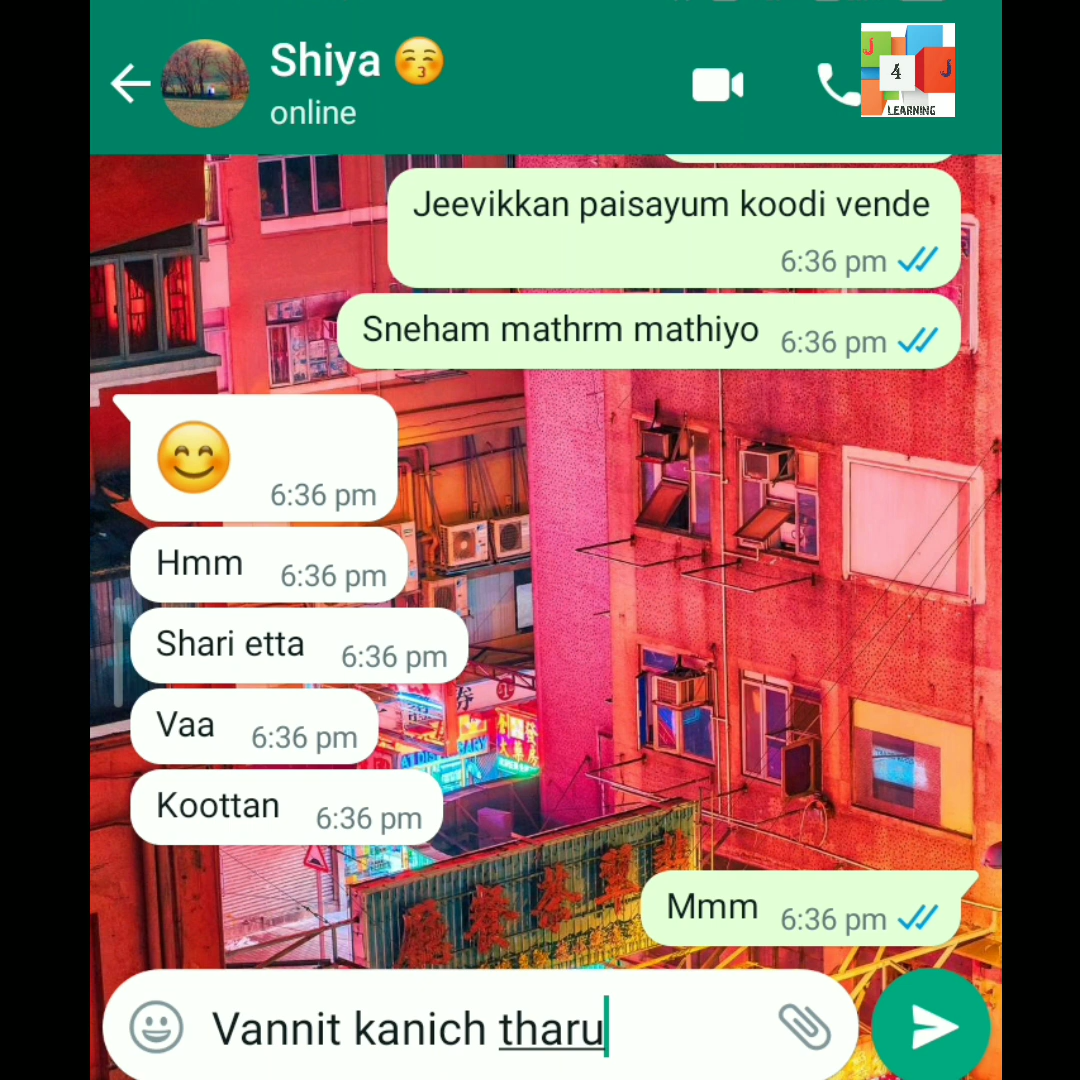 Shiya 😚
online
J
4 J
LEARNING
Jeevikkan paisayum koodi vende
6:36 pm
Sneham mathrm mathiyo 6:36 pm
😊 6:36 pm
Hmm 6:36 pm
Shari etta 6:36 pm
Vaa 6:36 pm
Koottan 6:36 pm
Mmm 6:36 pm
Vannit kanich tharu